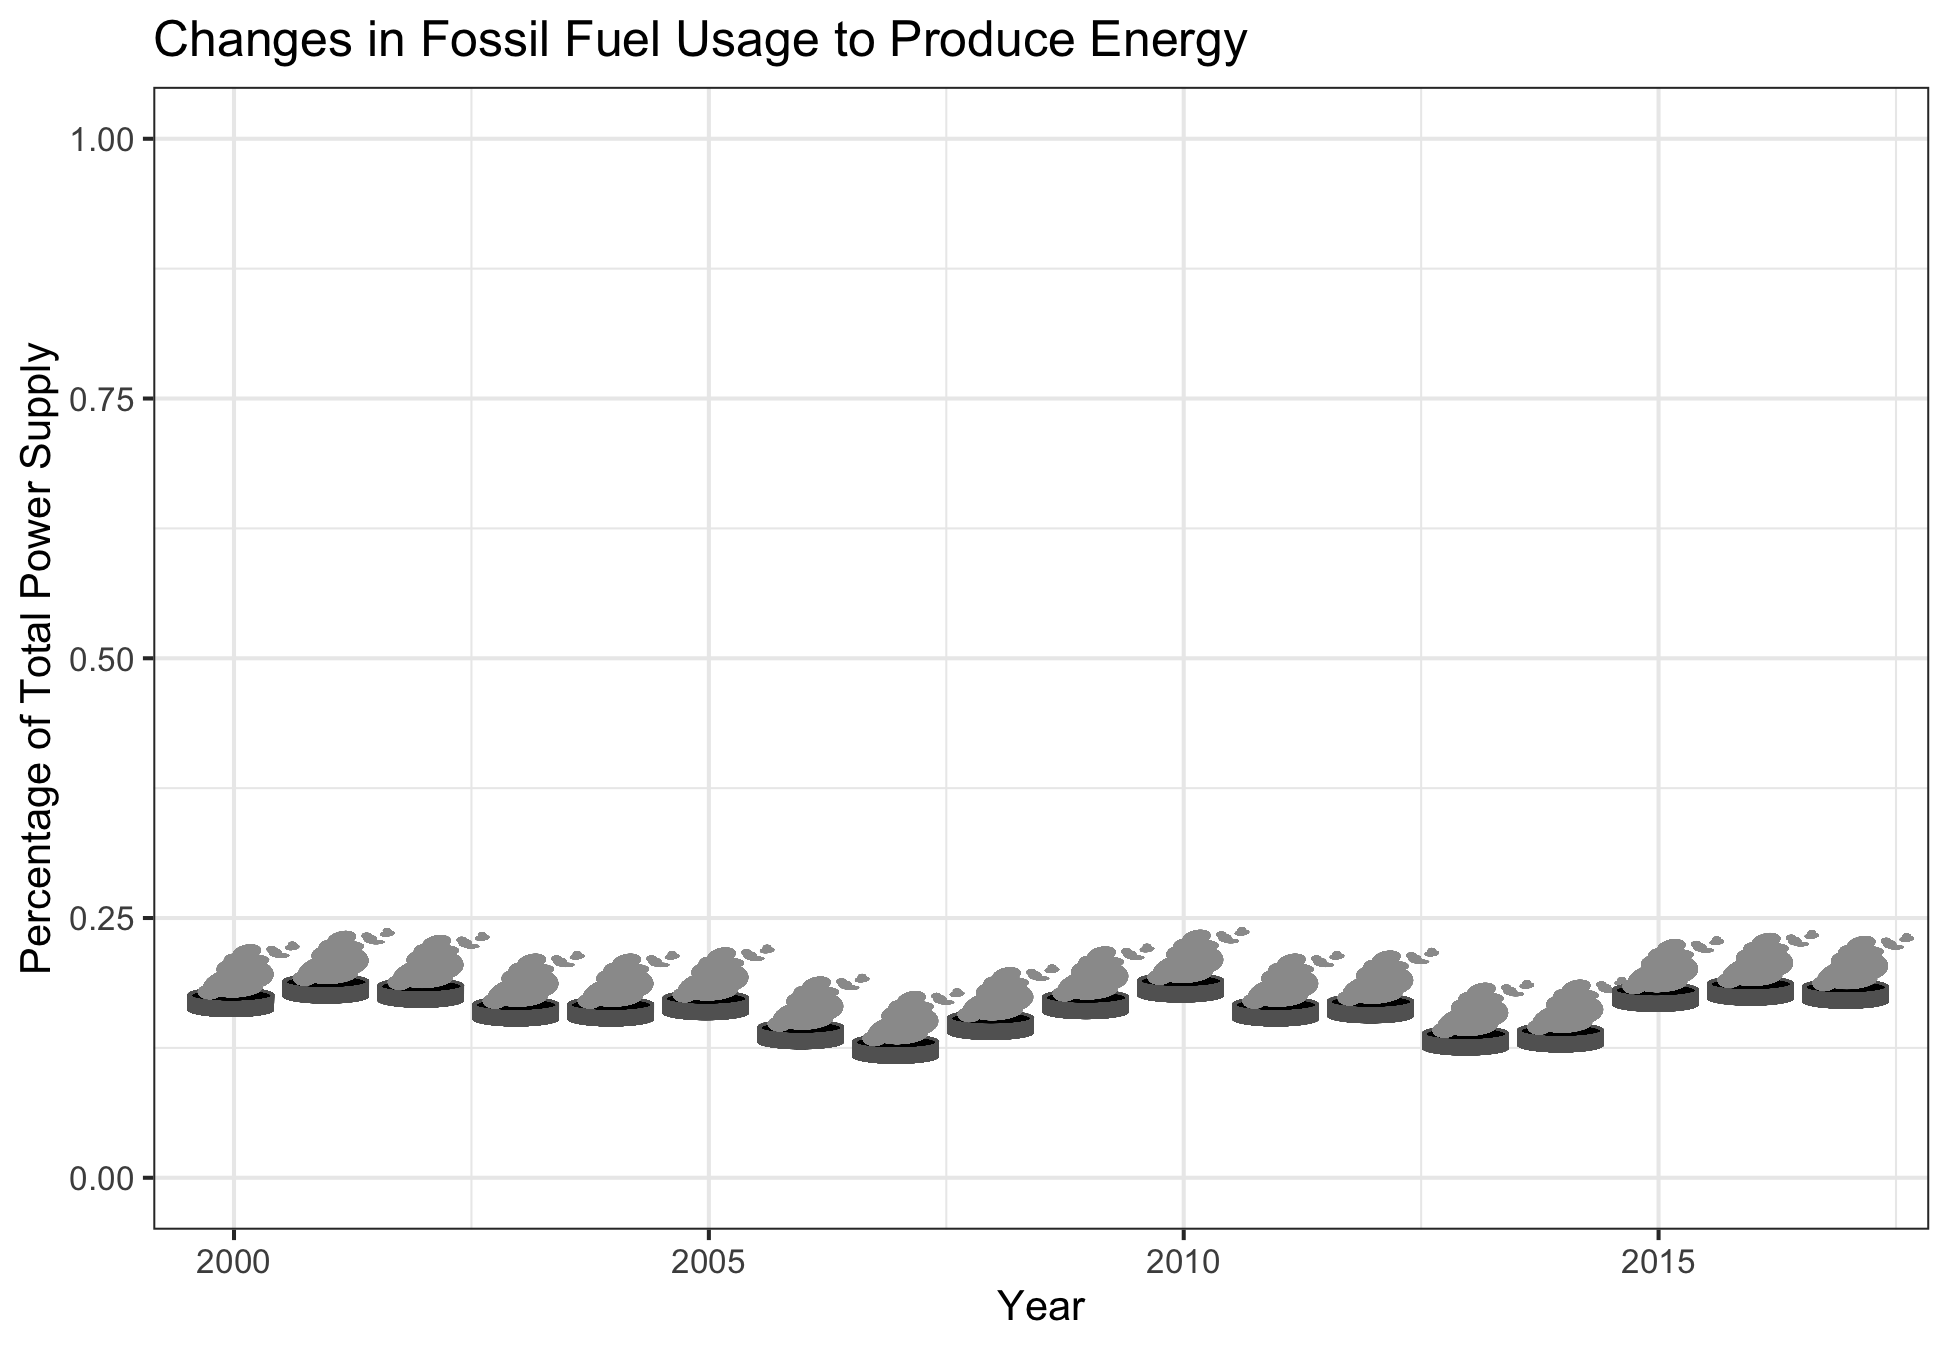 Changes in Fossil Fuel Usage to Produce Energy
Percentage of Total Power Supply
1.00
0.75
0.50
0.25
0.00
2000 2005 2010 2015
Year